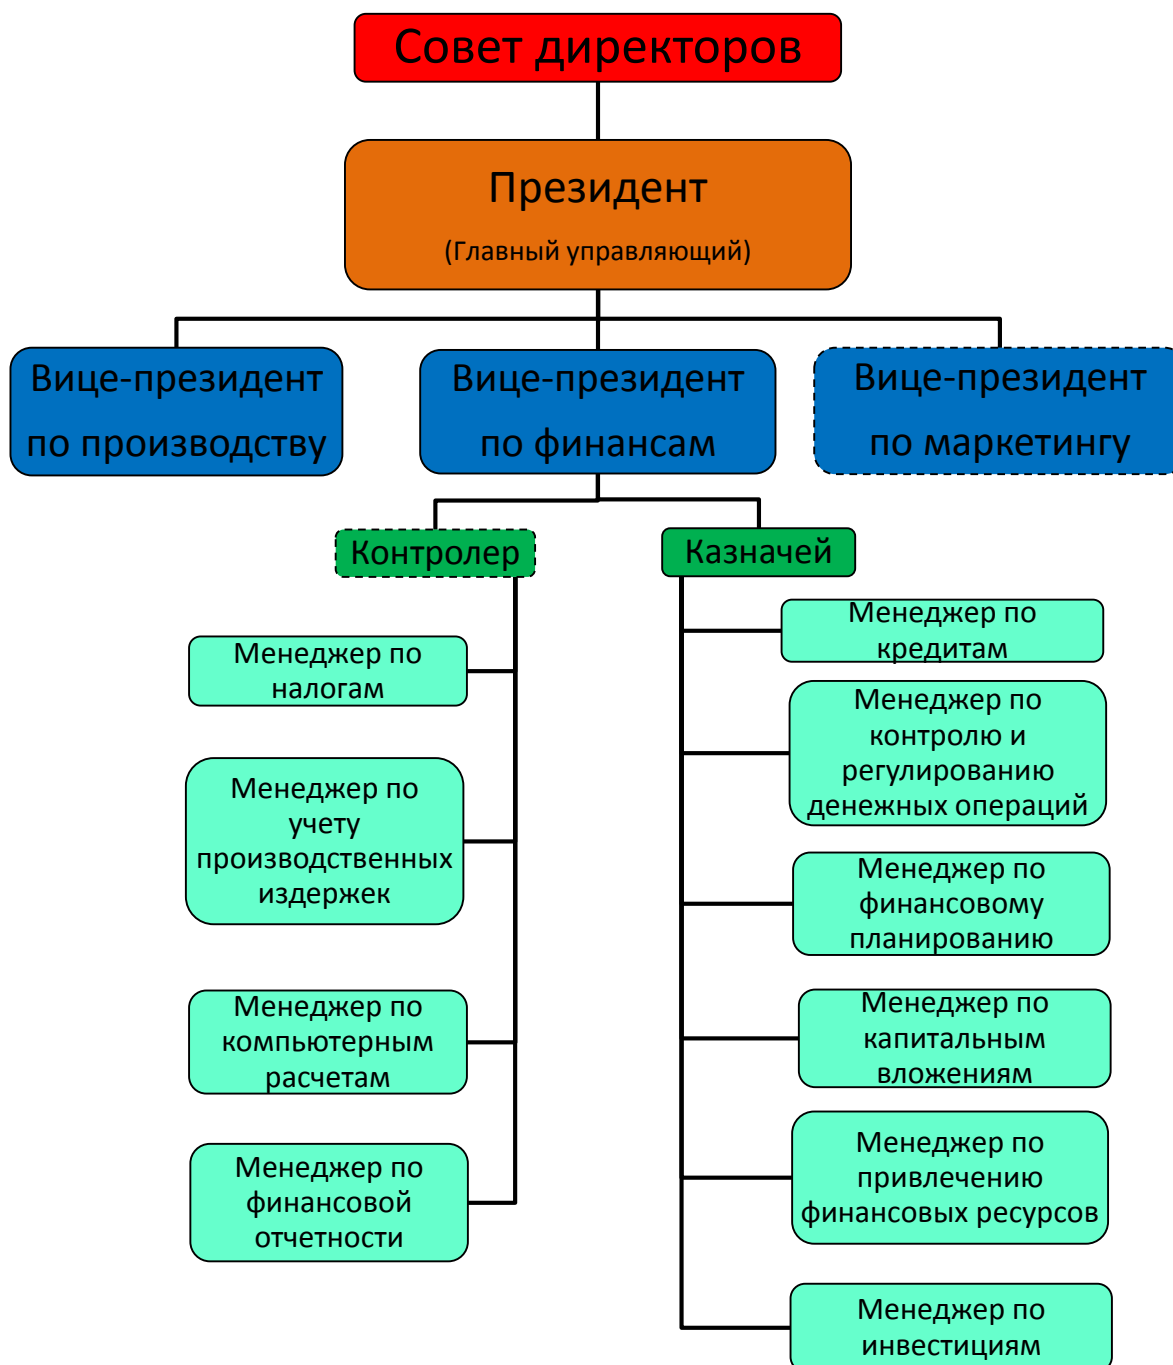 Совет директоров
Президент
(Главный управляющий)
Вице-президент
по производству
Вице-президент
по финансам
Вице-президент
по маркетингу
Контролер
Казначей
Менеджер по
налогам
Менеджер по
учету
производственных
издержек
Менеджер по
компьютерным
расчетам
Менеджер по
финансовой
отчетности
Менеджер по
кредитам
Менеджер по
контролю и
регулированию
денежных операций
Менеджер по
финансовому
планированию
Менеджер по
капитальным
вложениям
Менеджер по
привлечению
финансовых ресурсов
Менеджер по
инвестициям